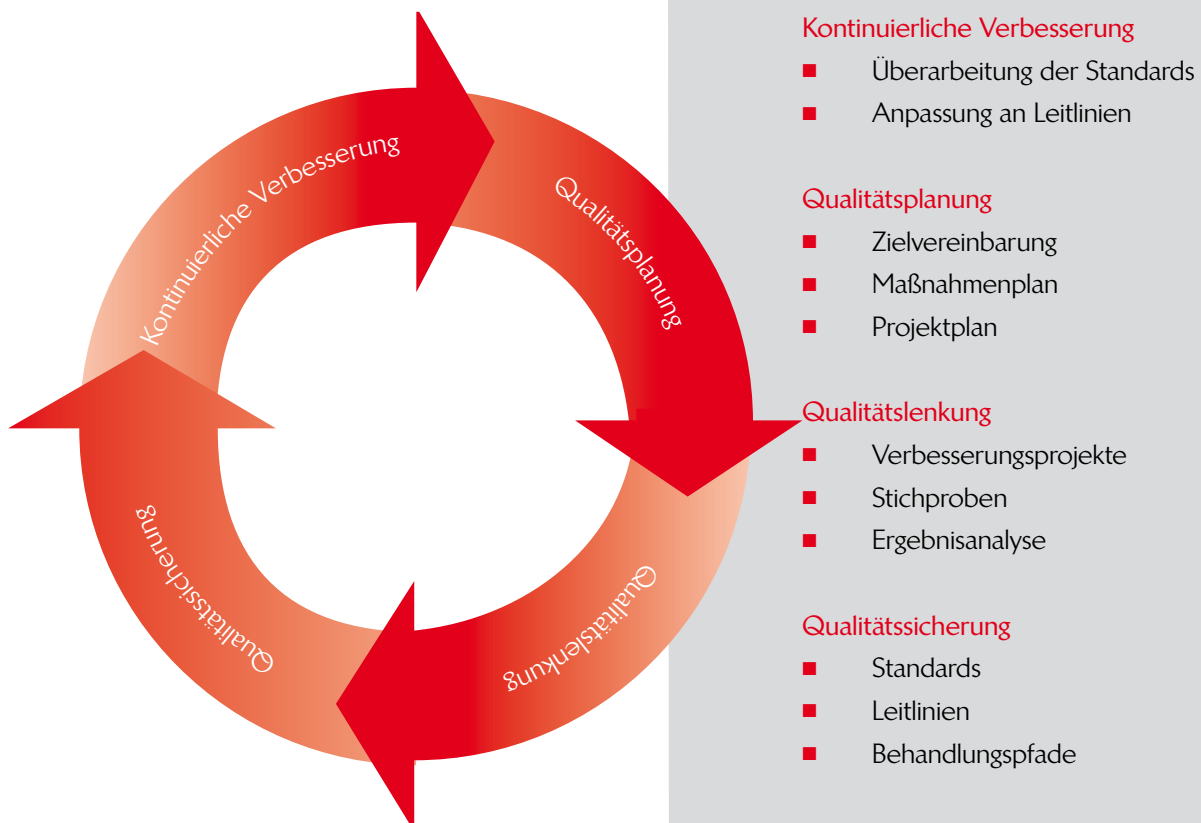 Kontinuierliche Verbesserung
Qualitätsplanung
Qualitätslenkung
Qualitätssicherung
Kontinuierliche Verbesserung
■ Überarbeitung der Standards
■ Anpassung an Leitlinien
Qualitätsplanung
■ Zielvereinbarung
■ Maßnahmenplan
■ Projektplan
Qualitätslenkung
■ Verbesserungsprojekte
■ Stichproben
■ Ergebnisanalyse
Qualitätssicherung
■ Standards
■ Leitlinien
■ Behandlungspfade